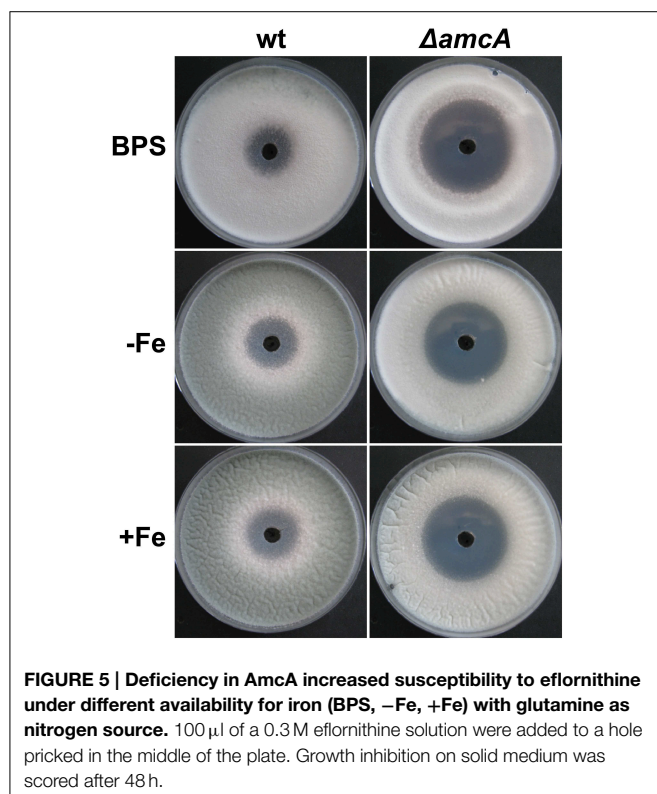 wt ΔamcA
BPS
-Fe
+Fe
FIGURE 5 | Deficiency in AmcA increased susceptibility to eflornithine
under different availability for iron (BPS, −Fe, +Fe) with glutamine as
nitrogen source. 100 μl of a 0.3 M eflornithine solution were added to a hole
pricked in the middle of the plate. Growth inhibition on solid medium was
scored after 48 h.